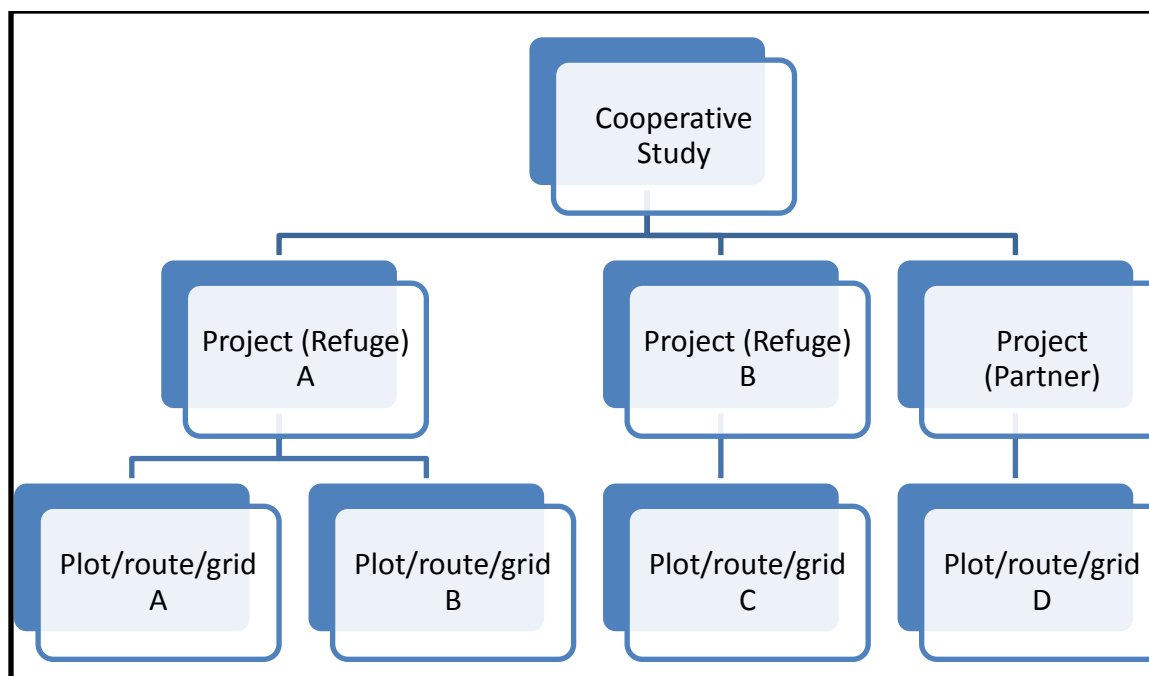 Cooperative
Study
Project (Refuge)
A
Project (Refuge)
B
Project
(Partner)
Plot/route/grid
A
Plot/route/grid
B
Plot/route/grid
C
Plot/route/grid
D